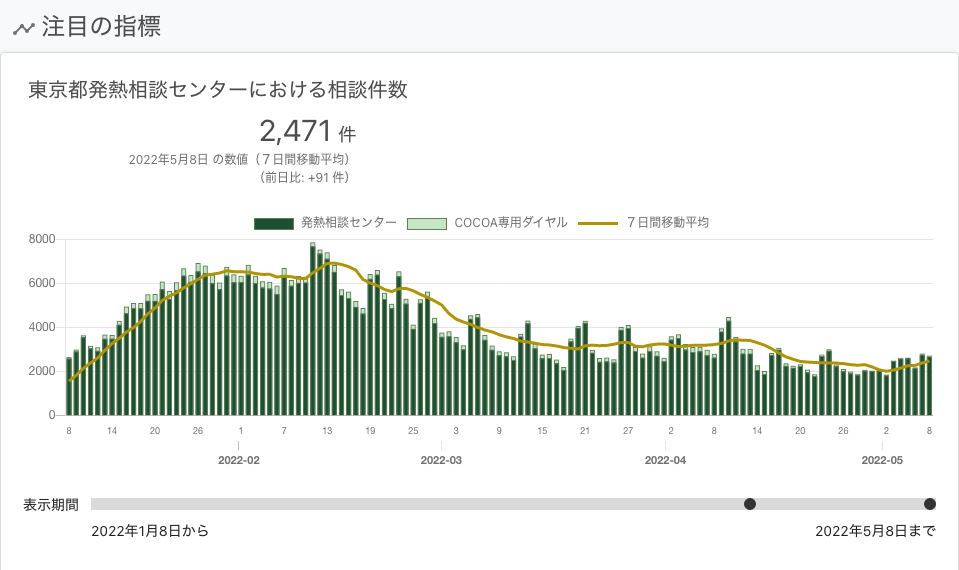 注目の指標
東京都発熱相談センターにおける相談件数
2,471 件
2022年5月8日 の数値（７日間移動平均）
（前日比: +91 件）
発熱相談センター COCOA専用ダイヤル ７日間移動平均
8000
6000
4000
2000
0
8 14 20 26 1 7 13 19 25 3 9 15 21 27 2 8 14 20 26 2 8
2022-02 2022-03 2022-04 2022-05
表示期間
2022年1月8日から 2022年5月8日まで